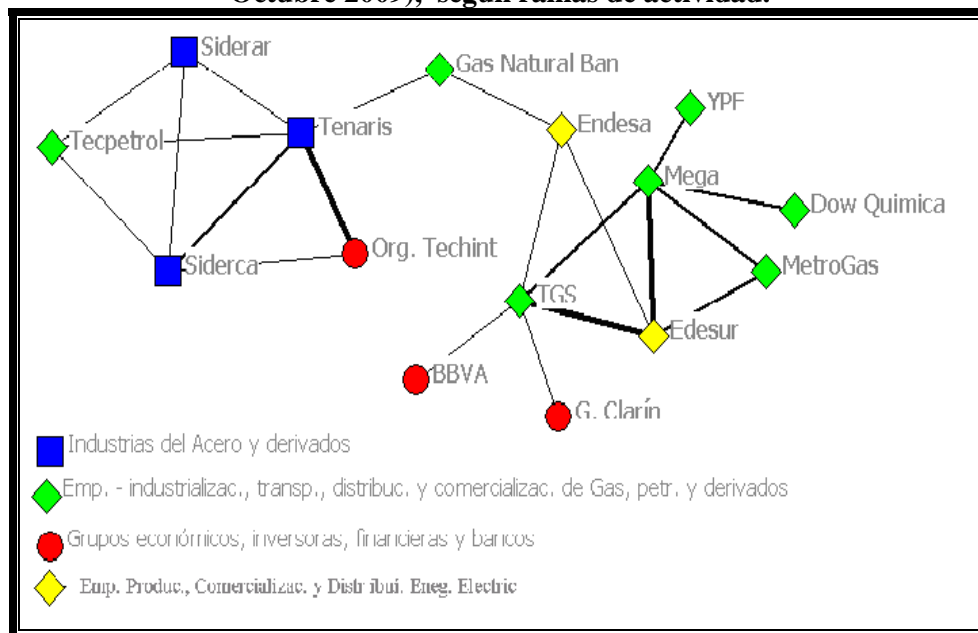 Octubre 2009), según ramas de actividad.
Siderar
Gas Natural Ban
YPF
Tecpetrol
Tenaris
Endesa
Mega
Dow Quimica
Org. Techint
Siderca
MetroGas
TGS
Edesur
BBVA
G. Clarín
Industrias del Acero y derivados
Emp. - industrializac., transp., distribuc. y comercializac. de Gas, petr. y derivados
Grupos económicos, inversoras, financieras y bancos
Emp. Produc., Comercializac. y Distribui. Eneg. Electric